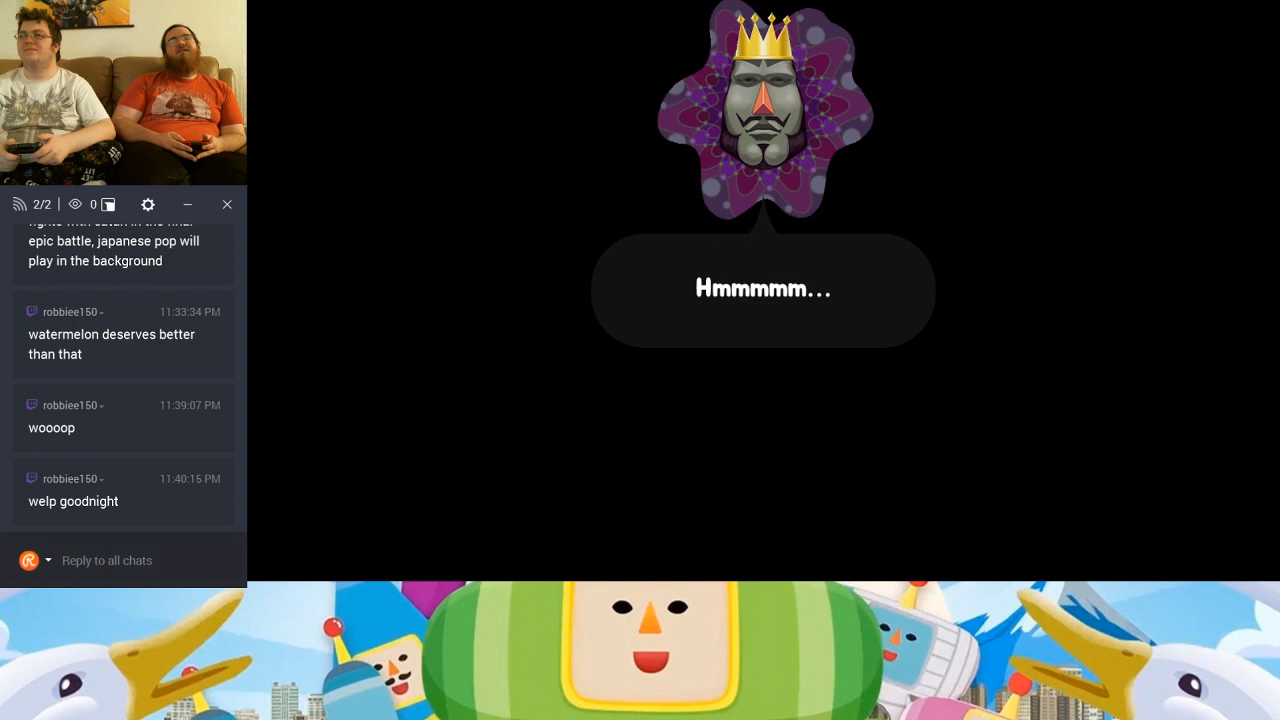 2/2
0
epic battle, japanese pop will
play in the background
robbiee150
11:33:34 PM
watermelon deserves better
than that
robbiee150
11:39:07 PM
woooop
robbiee150
11:40:15 PM
welp goodnight
Reply to all chats
Hmmmmm...